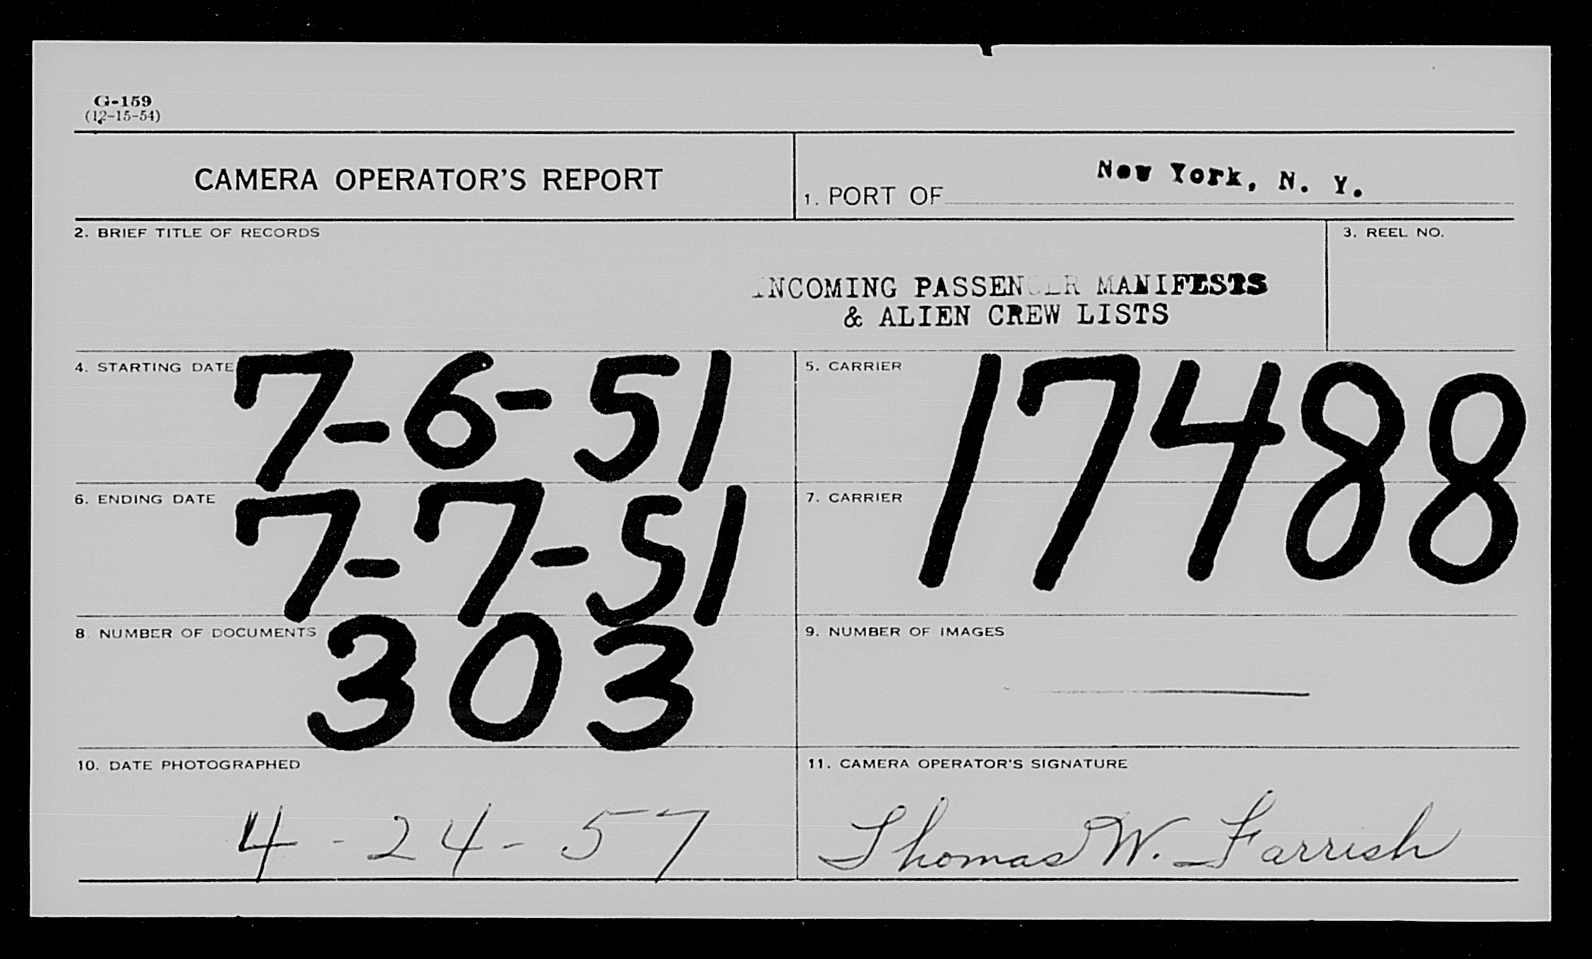 G-159
(12-15-54)
CAMERA OPERATOR'S REPORT
1. PORT OF New York, N. Y.
2. BRIEF TITLE OF RECORDS
3. REEL NO.
INCOMING PASSENGER MANIFESTS
& ALIEN CREW LISTS
4. STARTING DATE 7-6-51
5. CARRIER 17488
6. ENDING DATE 7-7-51
7. CARRIER
8 NUMBER OF DOCUMENTS 303
9. NUMBER OF IMAGES
10. DATE PHOTOGRAPHED
4-24-57
11. CAMERA OPERATOR'S SIGNATURE
Thomas W. Farrish